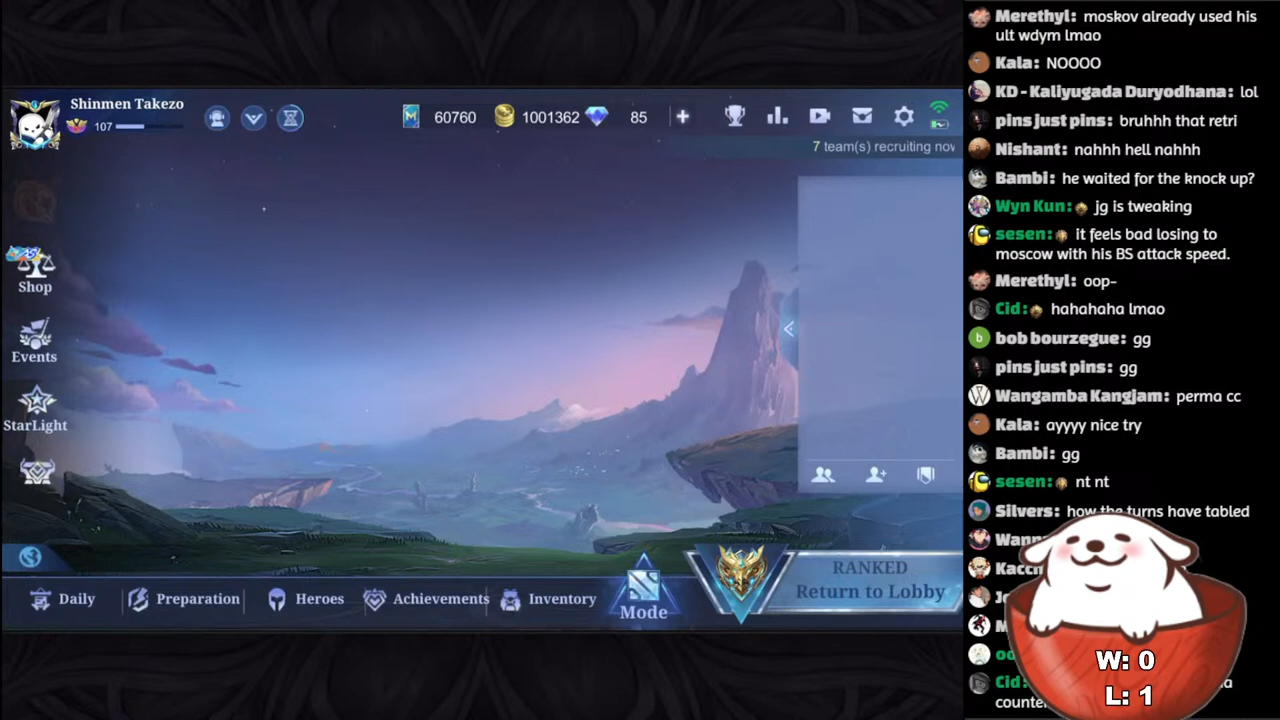 Shinmen Takezo
107
60760
1001362
85
7 team(s) recruiting now
Shop
Events
StarLight
Daily
Preparation
Heroes
Achievements
Inventory
Mode
RANKED
Return to Lobby
Merethyl: moskov already used his
ult wdym lmao
Kala: NOOOO
KD - Kaliyugada Duryodhana: lol
pins just pins: bruhhh that retri
Nishant: nahhh hell nahhh
Bambi: he waited for the knock up?
Wyn Kun: jg is tweaking
sesen: it feels bad losing to
moscow with his BS attack speed.
Merethyl: oop-
Cid: hahahaha lmao
bob bourzegue: gg
pins just pins: gg
Wangamba Kangjam: perma cc
Kala: ayyyy nice try
Bambi: gg
sesen: nt nt
Silvers: how the turns have tabled
Cid:
W: 0
L: 1